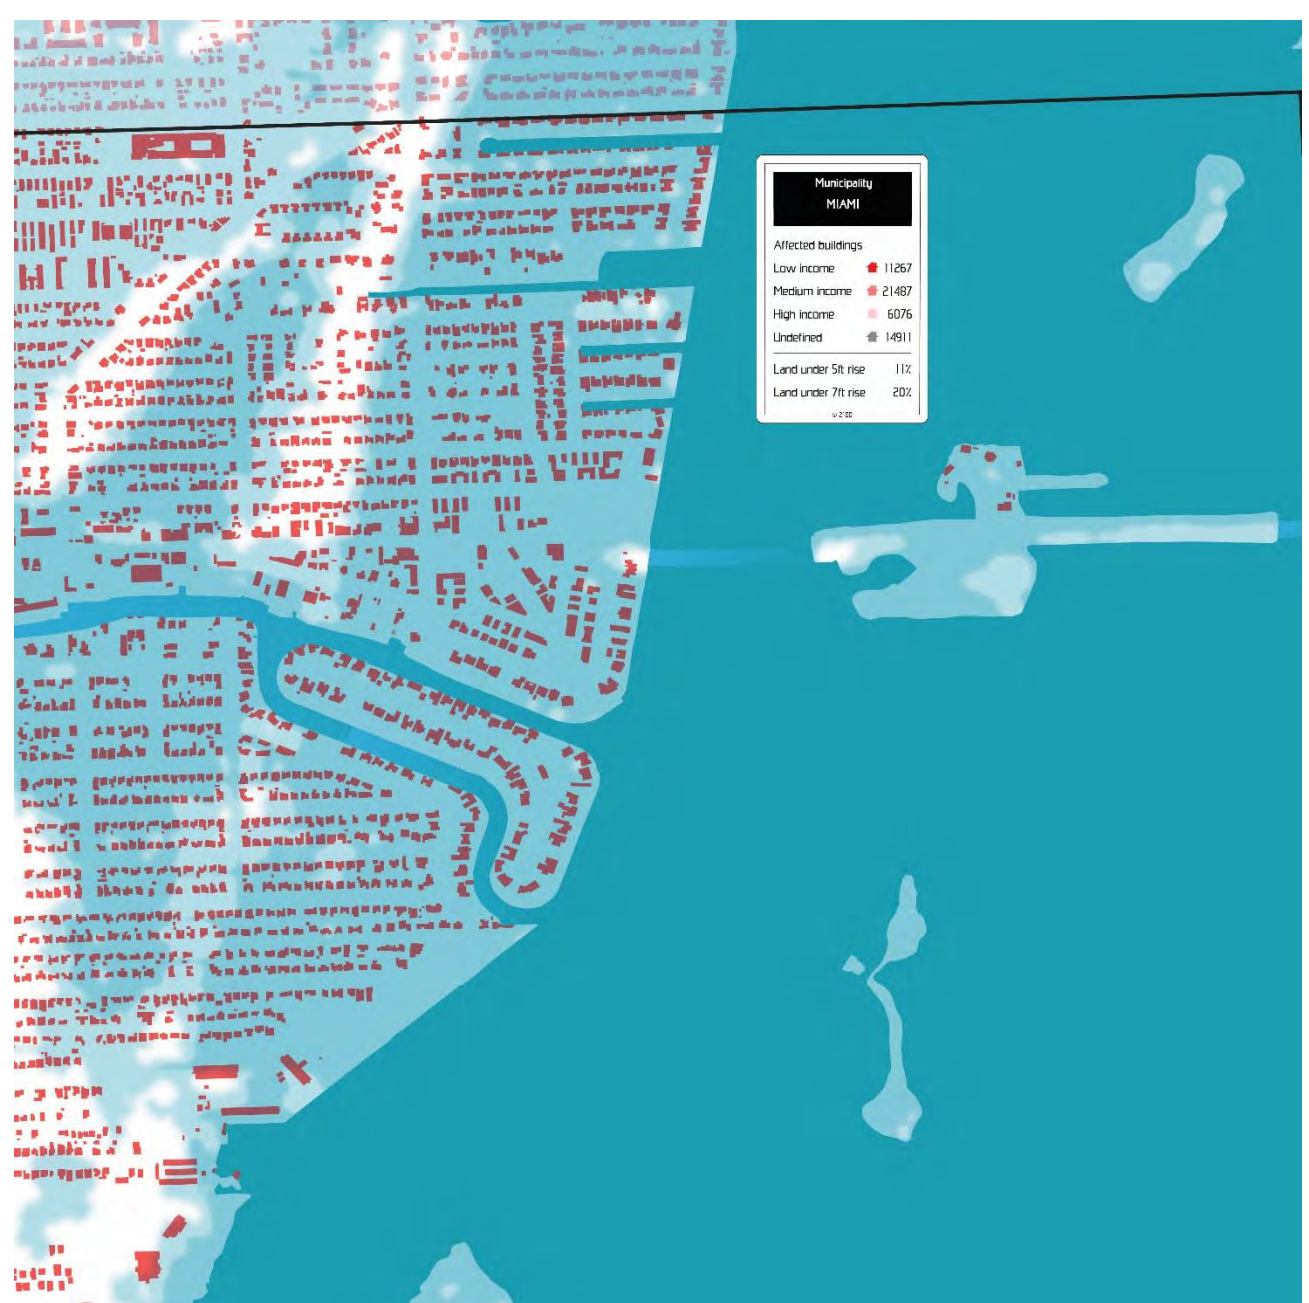 Municipality
MIAMI
Affected buildings
Low income 11267
Medium income 21487
High income 6076
Undefined 14911
Land under 5ft rise 11%
Land under 7ft rise 20%